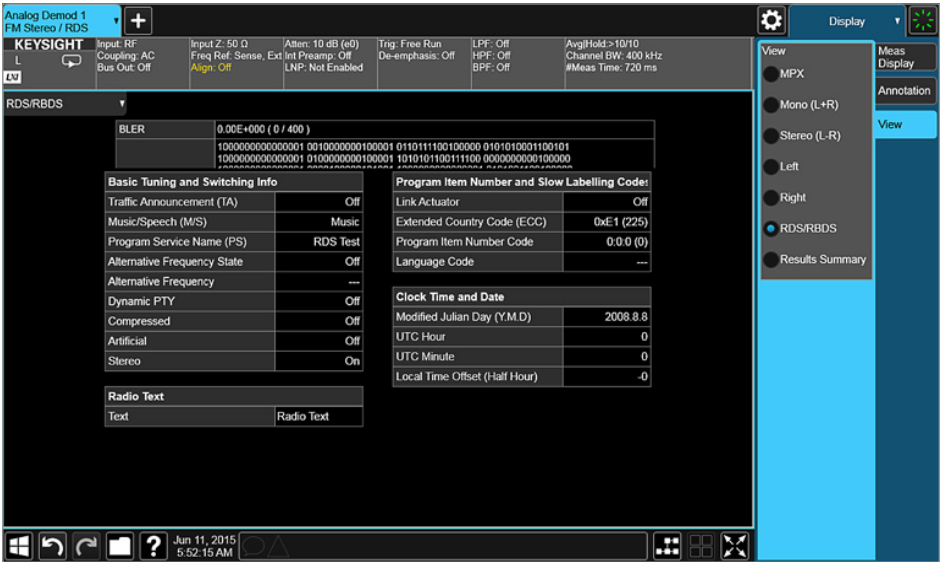 Analog Demod 1
FM Stereo / RDS
+
Display
KEYSIGHT
L
LXI
Input: RF
Coupling: AC
Bus Out: Off
Input Z: 50 Ω
Freq Ref: Sense, Ext
Align: Off
Atten: 10 dB (e0)
Int Preamp: Off
LNP: Not Enabled
Trig: Free Run
De-emphasis: Off
LPF: Off
HPF: Off
BPF: Off
Avg|Hold:>10/10
Channel BW: 400 kHz
#Meas Time: 720 ms
RDS/RBDS
BLER 0.00E+000 ( 0 / 400 )
1000000000000001 0010000000100001 0110111100100000 0101010001100101
1000000000000001 0100000000100001 1010101100111100 0000000000100000
Basic Tuning and Switching Info
Traffic Announcement (TA) Off
Music/Speech (M/S) Music
Program Service Name (PS) RDS Test
Alternative Frequency State Off
Alternative Frequency ---
Dynamic PTY Off
Compressed Off
Artificial Off
Stereo On
Radio Text
Text Radio Text
Program Item Number and Slow Labelling Codes
Link Actuator Off
Extended Country Code (ECC) 0xE1 (225)
Program Item Number Code 0:0:0 (0)
Language Code ---
Clock Time and Date
Modified Julian Day (Y.M.D) 2008.8.8
UTC Hour 0
UTC Minute 0
Local Time Offset (Half Hour) -0
View
MPX
Mono (L+R)
Stereo (L-R)
Left
Right
RDS/RBDS
Results Summary
Meas
Display
Annotation
View
?
Jun 11, 2015
5:52:15 AM